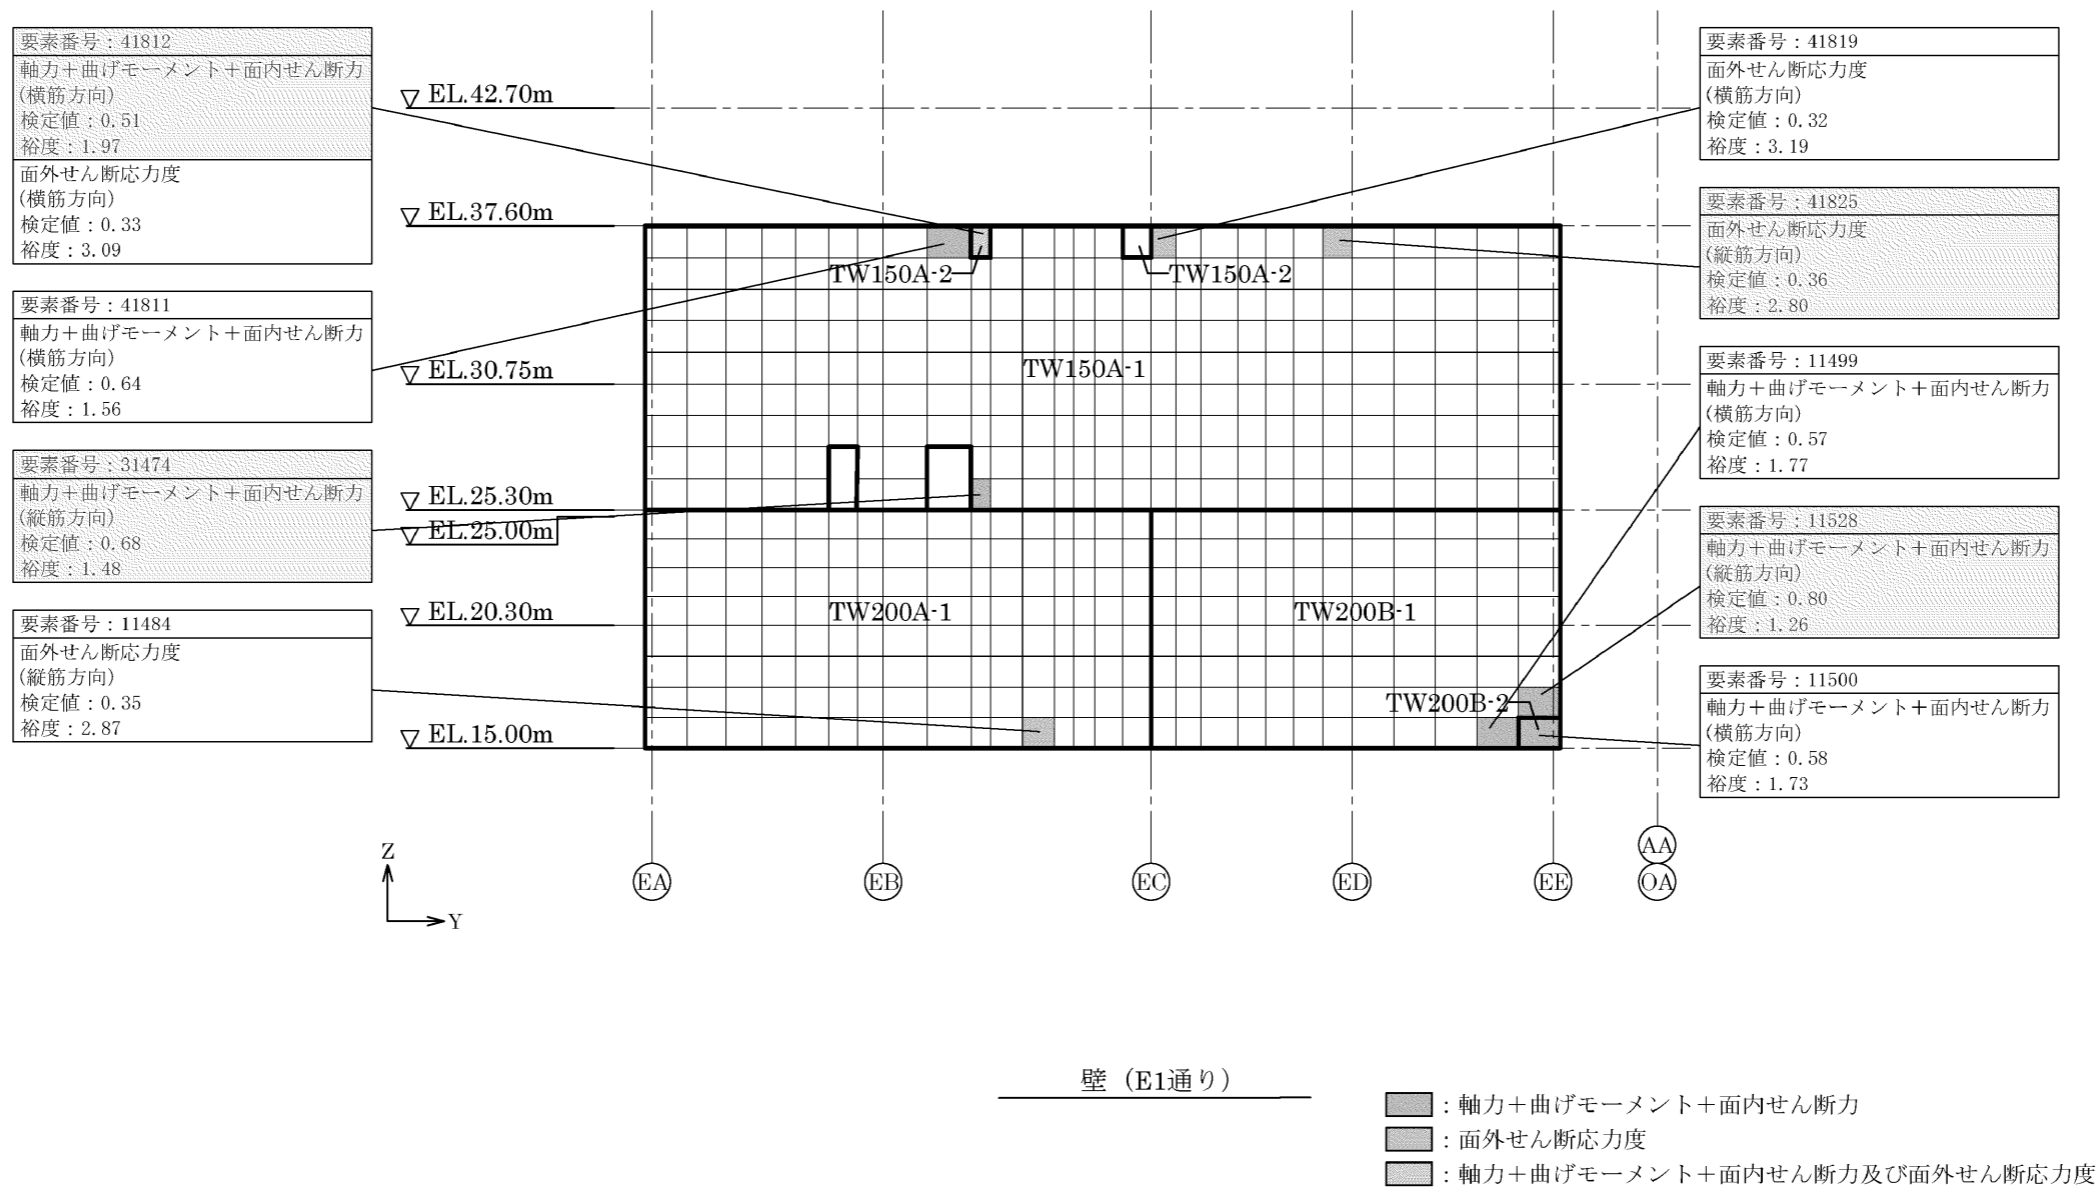 要素番号：41812
軸力＋曲げモーメント＋面内せん断力
(横筋方向)
検定値：0.51
裕度：1.97
面外せん断応力度
(横筋方向)
検定値：0.33
裕度：3.09
要素番号：41811
軸力＋曲げモーメント＋面内せん断力
(横筋方向)
検定値：0.64
裕度：1.56
要素番号：31474
軸力＋曲げモーメント＋面内せん断力
(縦筋方向)
検定値：0.68
裕度：1.48
要素番号：11484
面外せん断応力度
(縦筋方向)
検定値：0.35
裕度：2.87
▽ EL.42.70m
▽ EL.37.60m
▽ EL.30.75m
▽ EL.25.30m
▽ EL.25.00m
▽ EL.20.30m
▽ EL.15.00m
TW150A-2
TW150A-2
TW150A-1
TW200A-1
TW200B-1
TW200B-2
要素番号：41819
面外せん断応力度
(横筋方向)
検定値：0.32
裕度：3.19
要素番号：41825
面外せん断応力度
(縦筋方向)
検定値：0.36
裕度：2.80
要素番号：11499
軸力＋曲げモーメント＋面内せん断力
(横筋方向)
検定値：0.57
裕度：1.77
要素番号：11528
軸力＋曲げモーメント＋面内せん断力
(縦筋方向)
検定値：0.80
裕度：1.26
要素番号：11500
軸力＋曲げモーメント＋面内せん断力
(横筋方向)
検定値：0.58
裕度：1.73
Z
Y
EA
EB
EC
ED
EE
AA
OA
壁（E1通り）
：軸力＋曲げモーメント＋面内せん断力
：面外せん断応力度
：軸力＋曲げモーメント＋面内せん断力及び面外せん断応力度